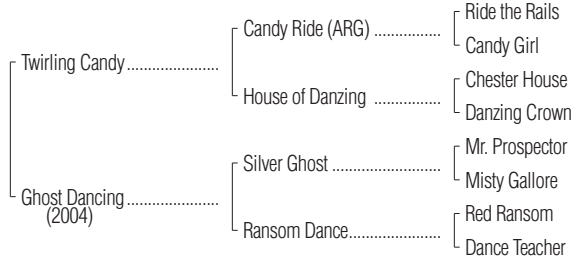 Ride the Rails
Candy Ride (ARG) ................
Candy Girl
Twirling Candy ......................
Chester House
House of Danzing ................
Danzing Crown
Mr. Prospector
Silver Ghost ..........................
Misty Gallore
Ghost Dancing ......................
(2004)
Red Ransom
Ransom Dance ......................
Dance Teacher